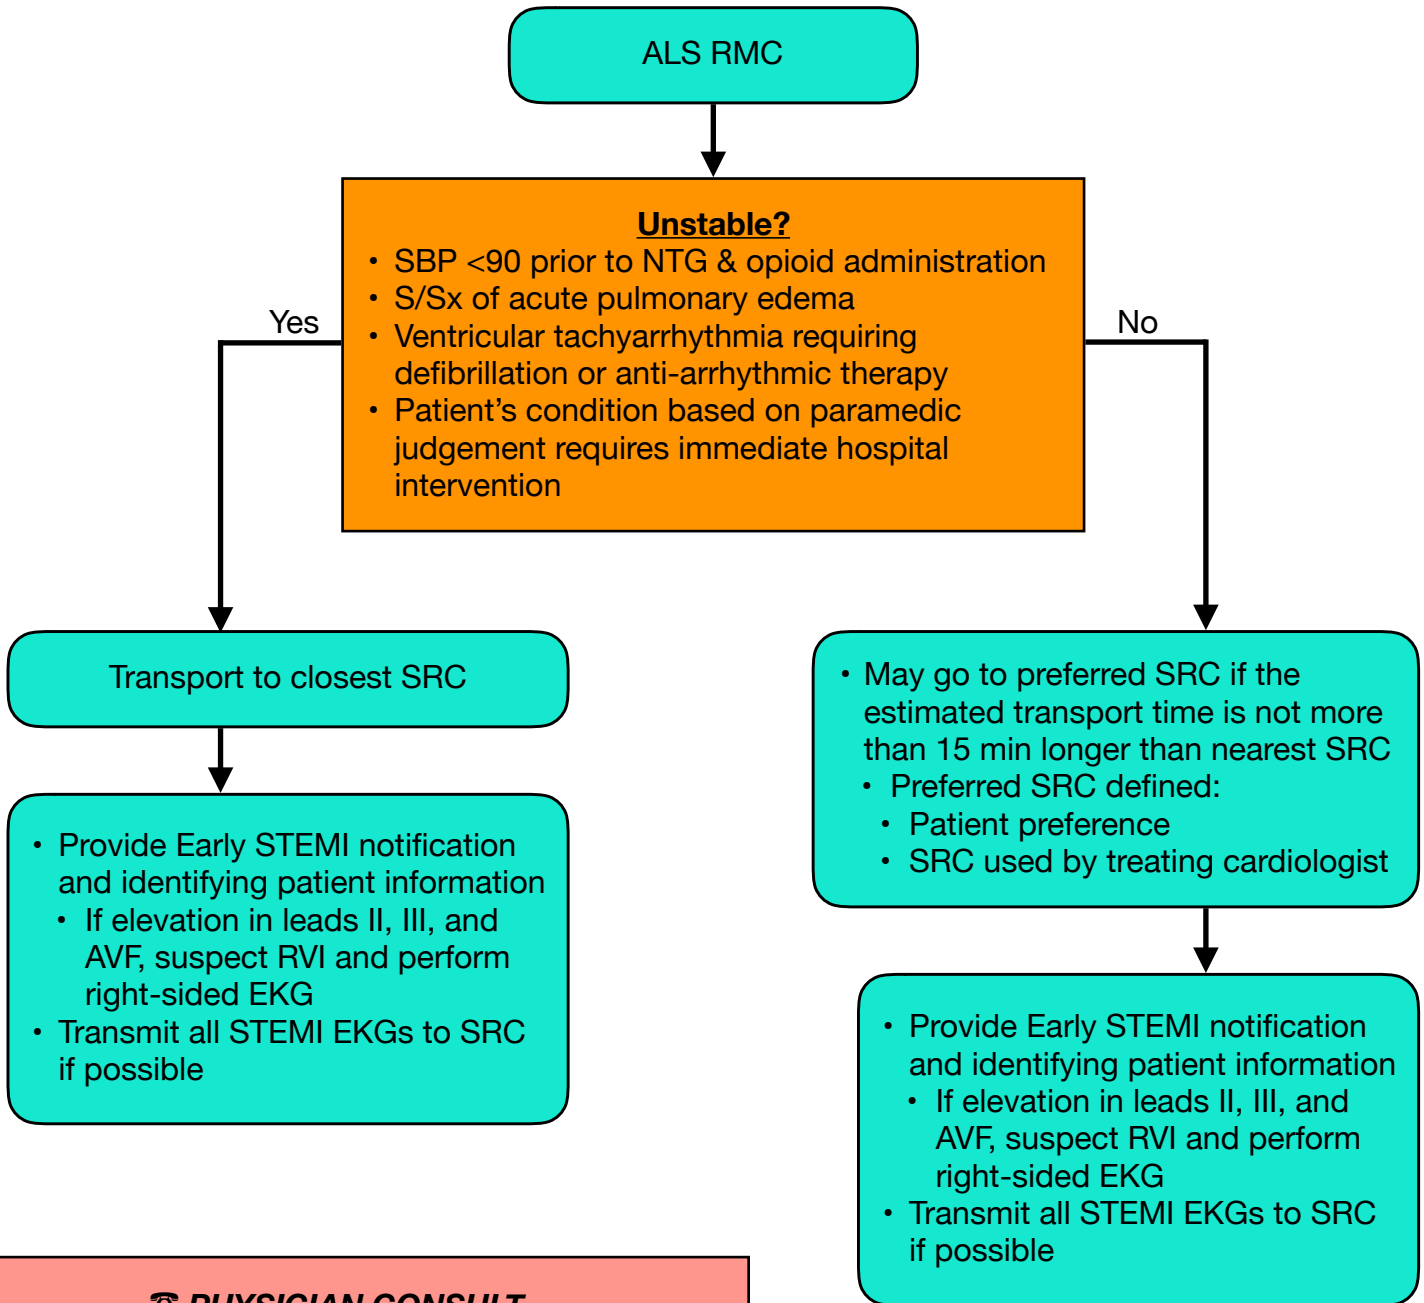 ALS RMC
Unstable?
• SBP <90 prior to NTG & opioid administration
• S/Sx of acute pulmonary edema
• Ventricular tachyarrhythmia requiring
defibrillation or anti-arrhythmic therapy
• Patient’s condition based on paramedic
judgement requires immediate hospital
intervention
Yes
No
Transport to closest SRC
• Provide Early STEMI notification
and identifying patient information
• If elevation in leads II, III, and
AVF, suspect RVI and perform
right-sided EKG
• Transmit all STEMI EKGs to SRC
if possible
• May go to preferred SRC if the
estimated transport time is not more
than 15 min longer than nearest SRC
• Preferred SRC defined:
• Patient preference
• SRC used by treating cardiologist
• Provide Early STEMI notification
and identifying patient information
• If elevation in leads II, III, and
AVF, suspect RVI and perform
right-sided EKG
• Transmit all STEMI EKGs to SRC
if possible
☎ PHYSICIAN CONSULT